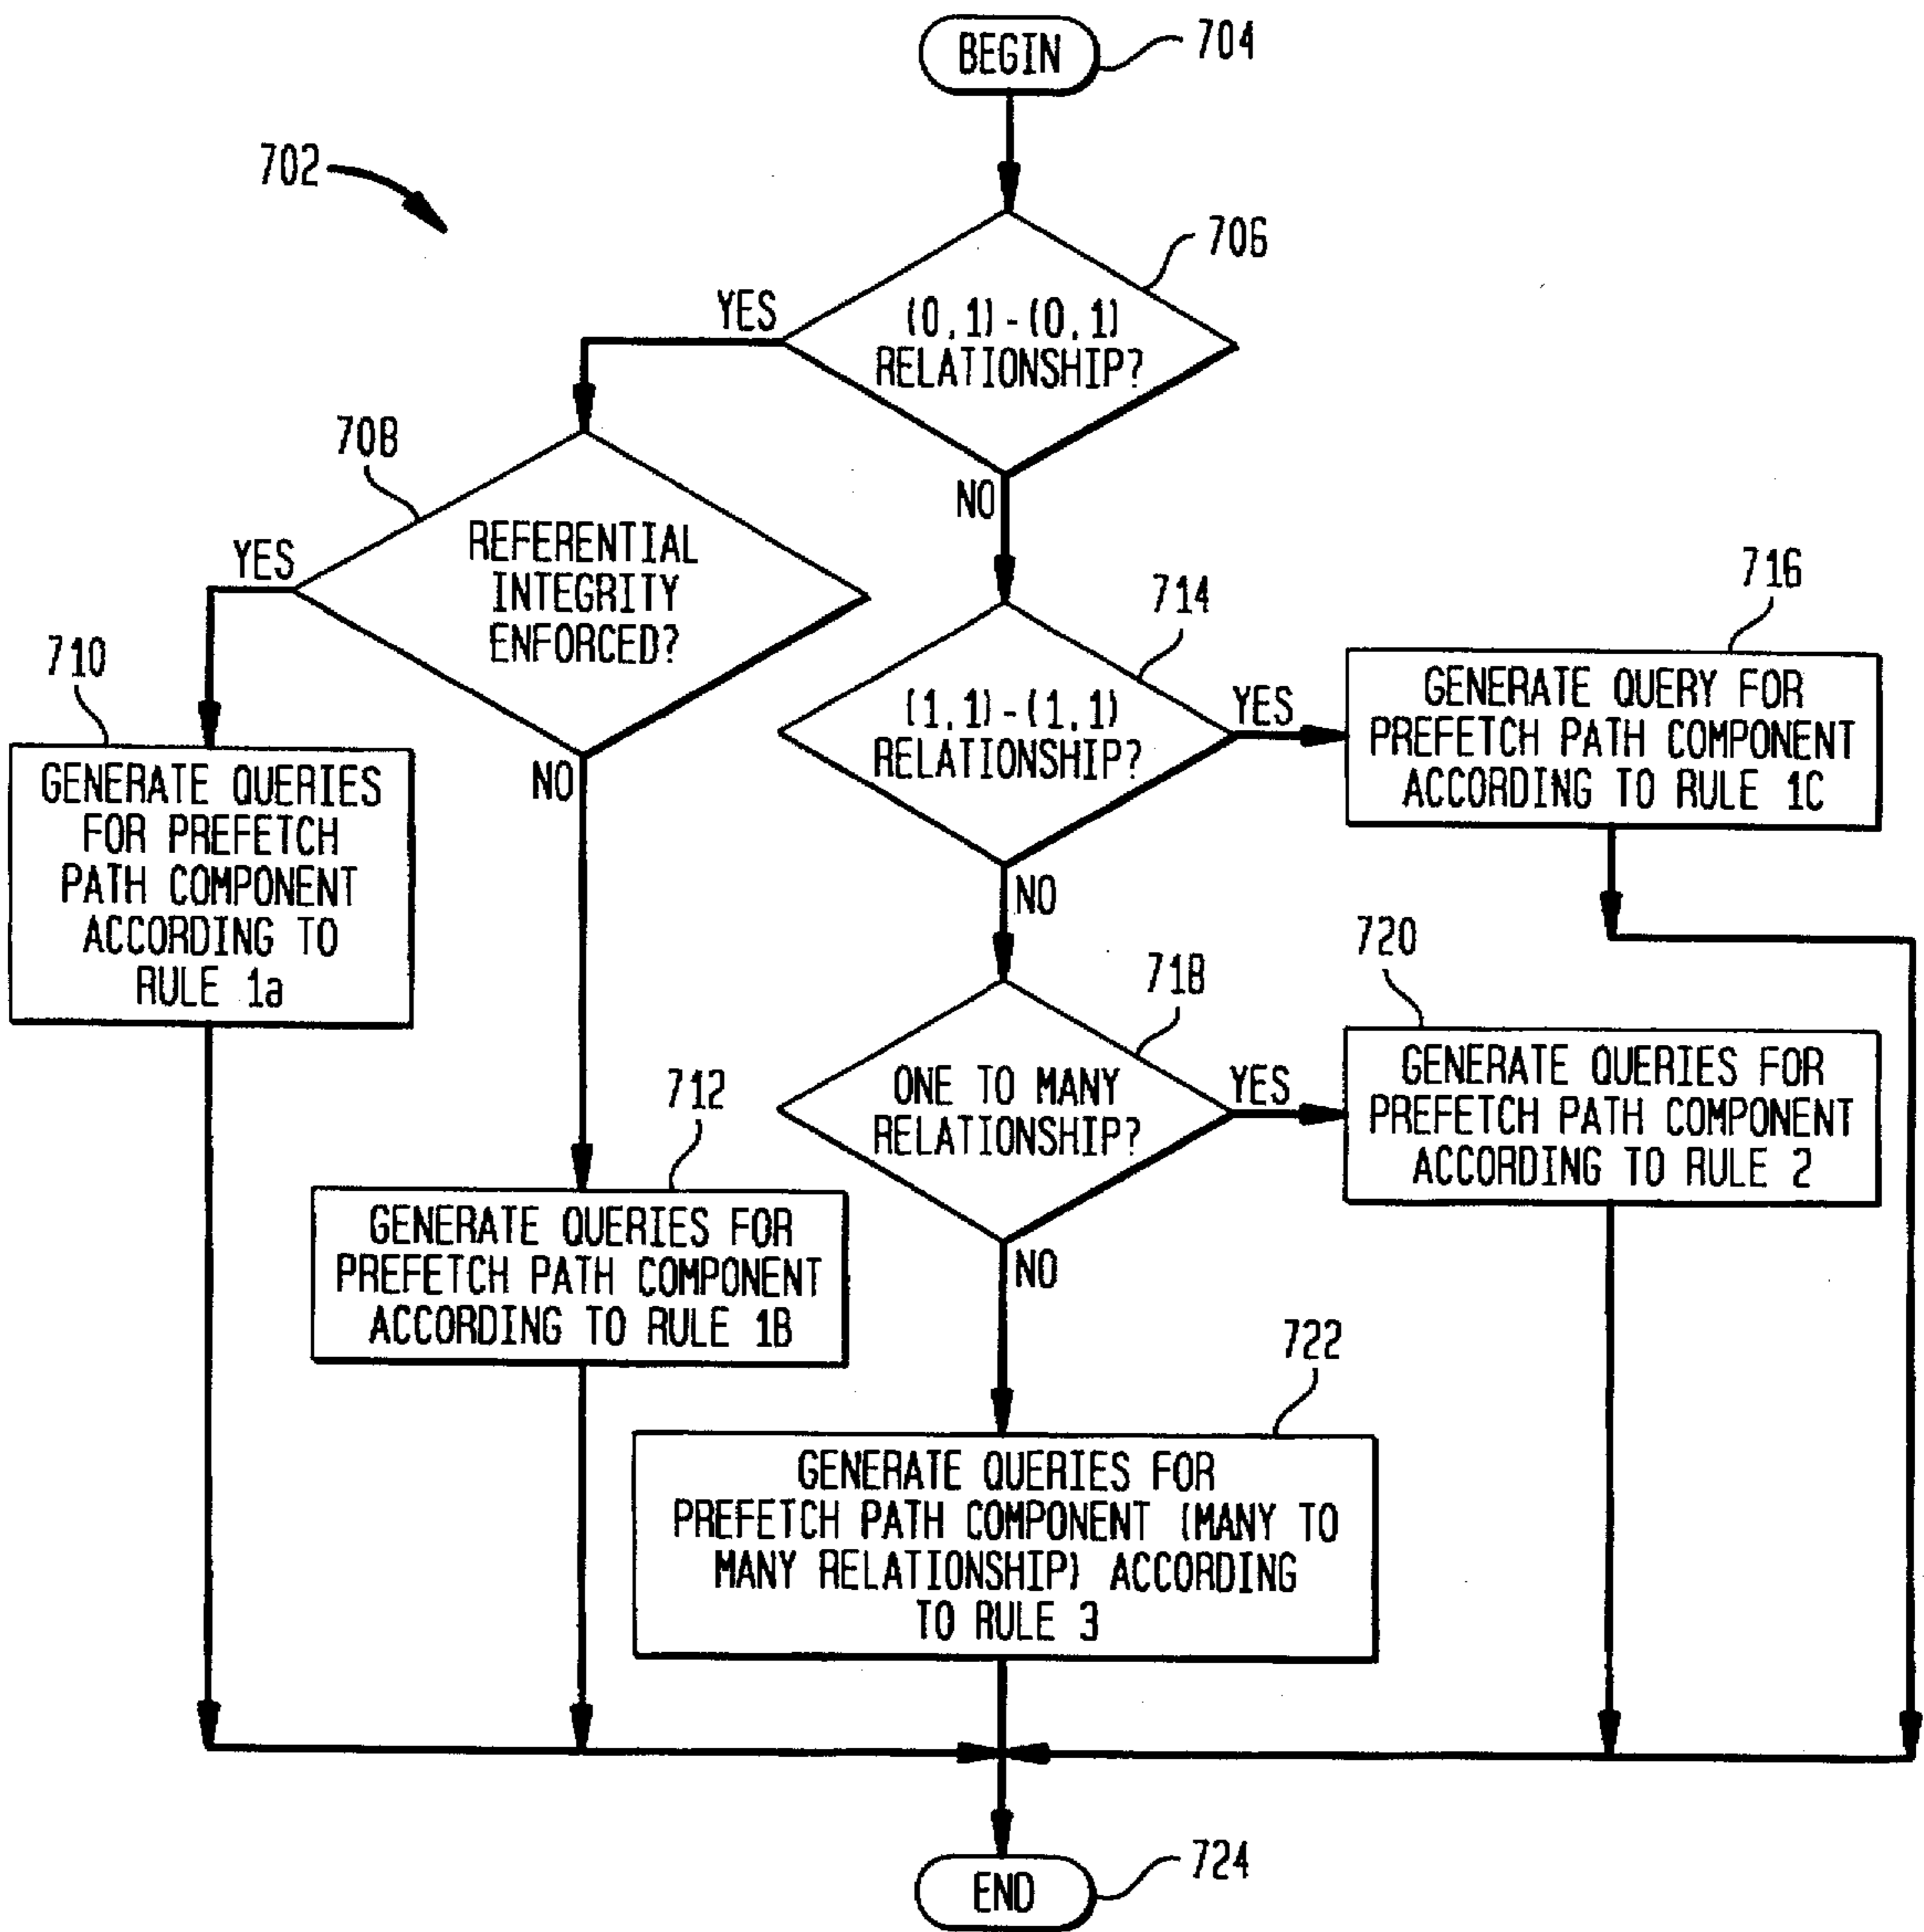 BEGIN
704
702
706
(0,1)-(0,1)
RELATIONSHIP?
YES
NO
708
REFERENTIAL
INTEGRITY
ENFORCED?
YES
NO
710
GENERATE QUERIES
FOR PREFETCH
PATH COMPONENT
ACCORDING TO
RULE 1a
712
GENERATE QUERIES FOR
PREFETCH PATH COMPONENT
ACCORDING TO RULE 1B
714
(1,1)-(1,1)
RELATIONSHIP?
YES
NO
716
GENERATE QUERY FOR
PREFETCH PATH COMPONENT
ACCORDING TO RULE 1C
718
ONE TO MANY
RELATIONSHIP?
YES
NO
720
GENERATE QUERIES FOR
PREFETCH PATH COMPONENT
ACCORDING TO RULE 2
722
GENERATE QUERIES FOR
PREFETCH PATH COMPONENT (MANY TO
MANY RELATIONSHIP) ACCORDING
TO RULE 3
END
724